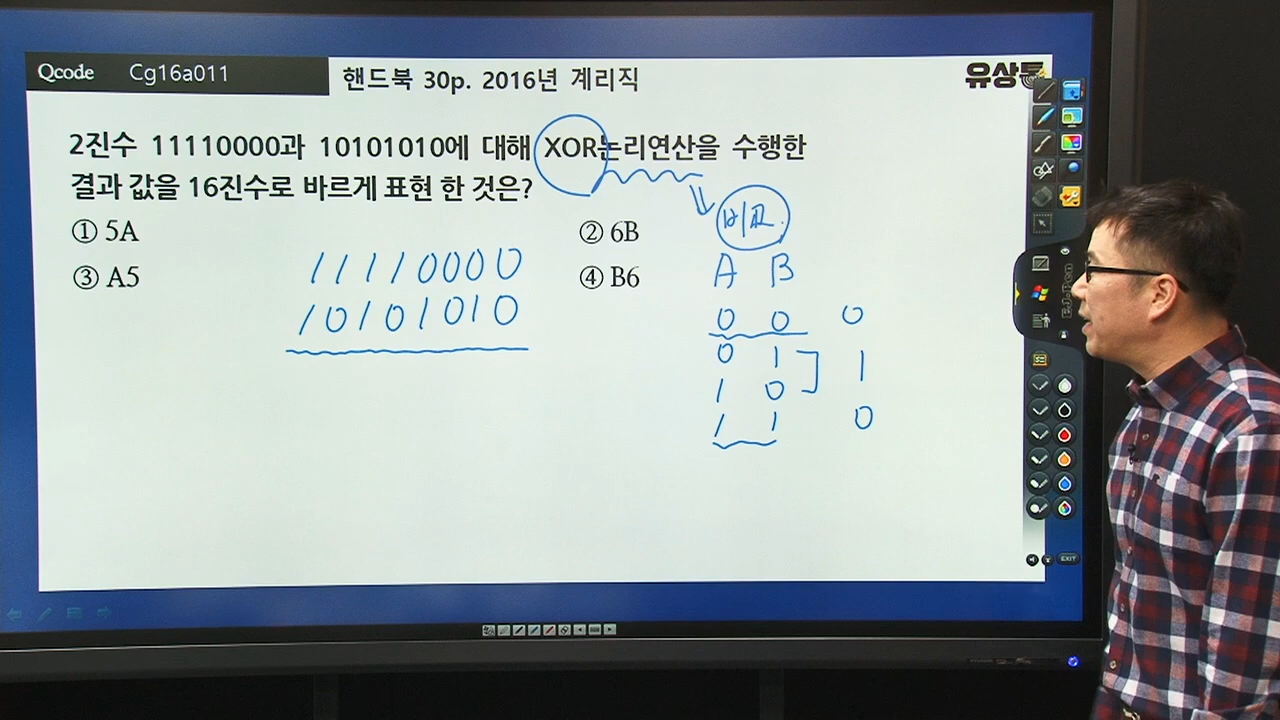 Qcode Cg16a011
핸드북 30p. 2016년 계리직
유상통
2진수 11110000과 10101010에 대해 XOR논리연산을 수행한
결과 값을 16진수로 바르게 표현 한 것은?
① 5A
② 6B
③ A5
④ B6
11110000
10101010
비교
A B
0 0 0
0 1
1 0
1
1 1 0
EXIT